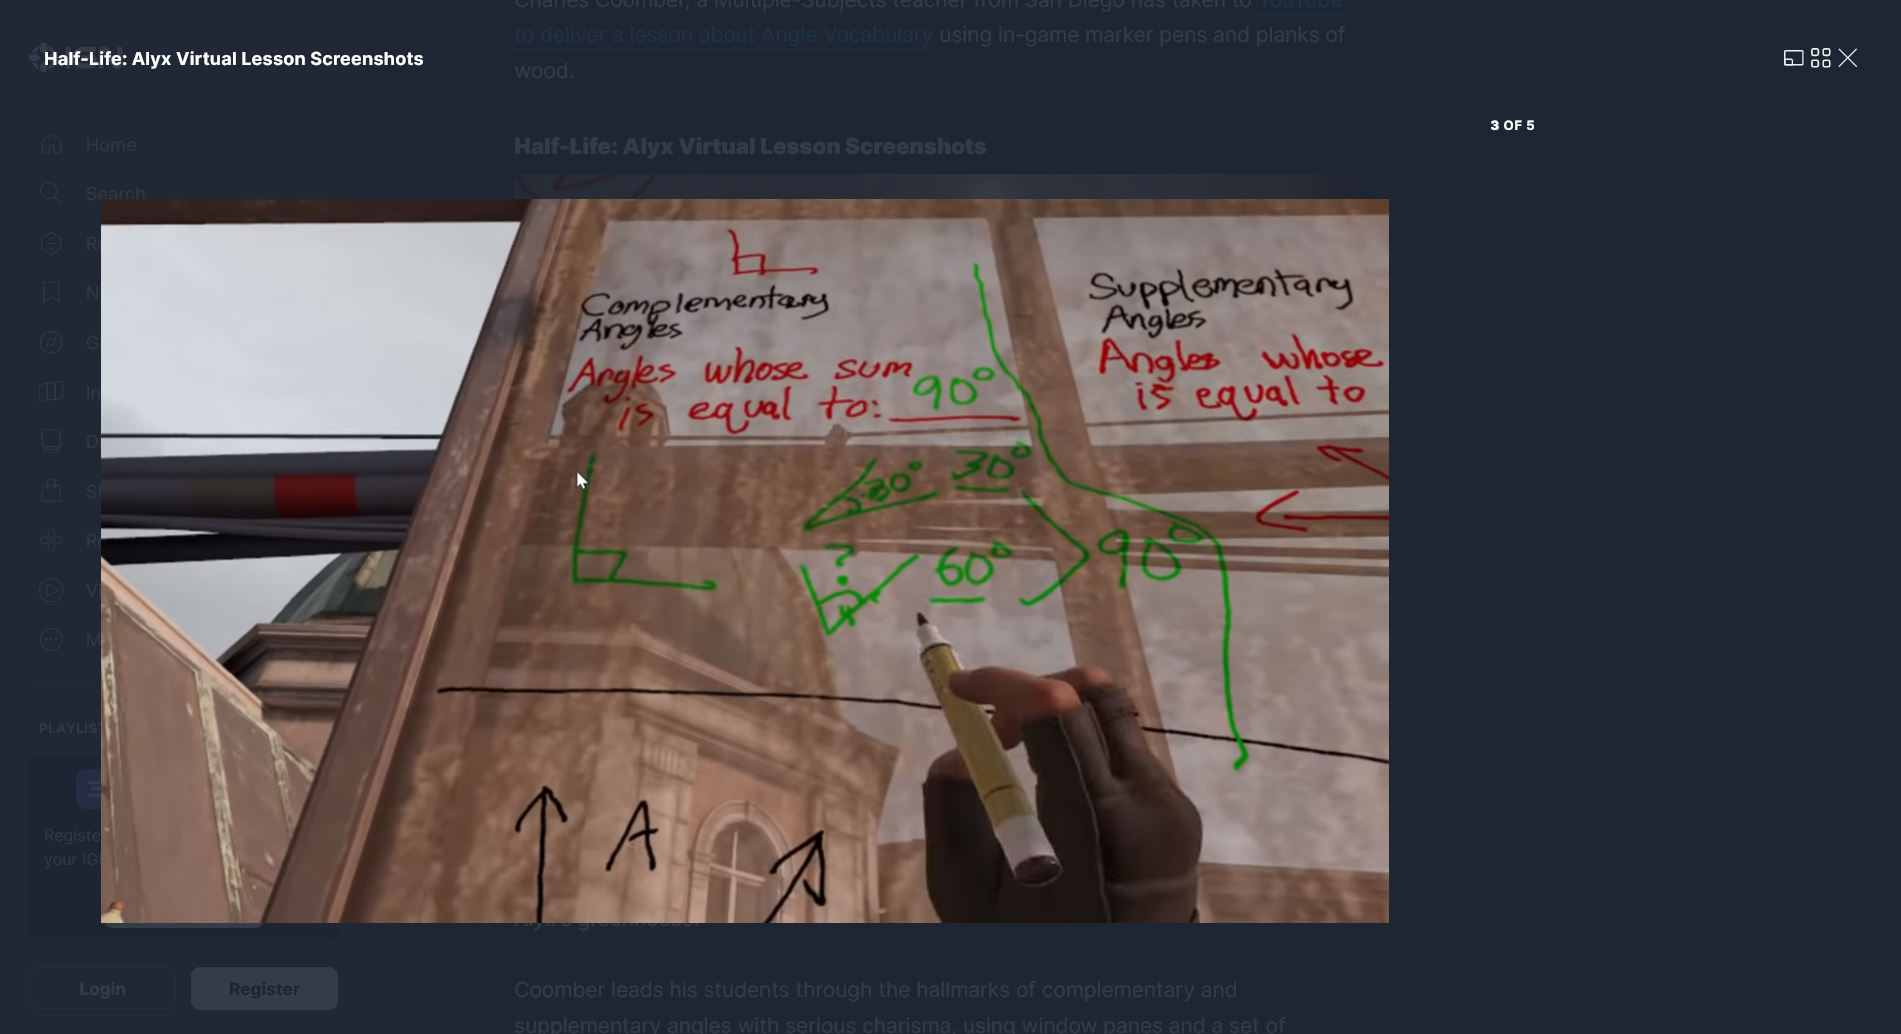 Charles Coomber, a Multiple-Subjects teacher from San Diego has taken to YouTube
to deliver a lesson about Angle Vocabulary using in-game marker pens and planks of
wood.
Half-Life: Alyx Virtual Lesson Screenshots
3 OF 5
Home
Search
Half-Life: Alyx Virtual Lesson Screenshots
Complementary
Angles
Angles whose sum
is equal to: 90°
Supplementary
Angles
Angles whose
is equal to
30° 30°
? 60° 90°
A
PLAYLIST
Registe
your IG
Login
Register
Alyx's greenhouse.
Coomber leads his students through the hallmarks of complementary and
supplementary angles with serious charisma, using window panes and a set of